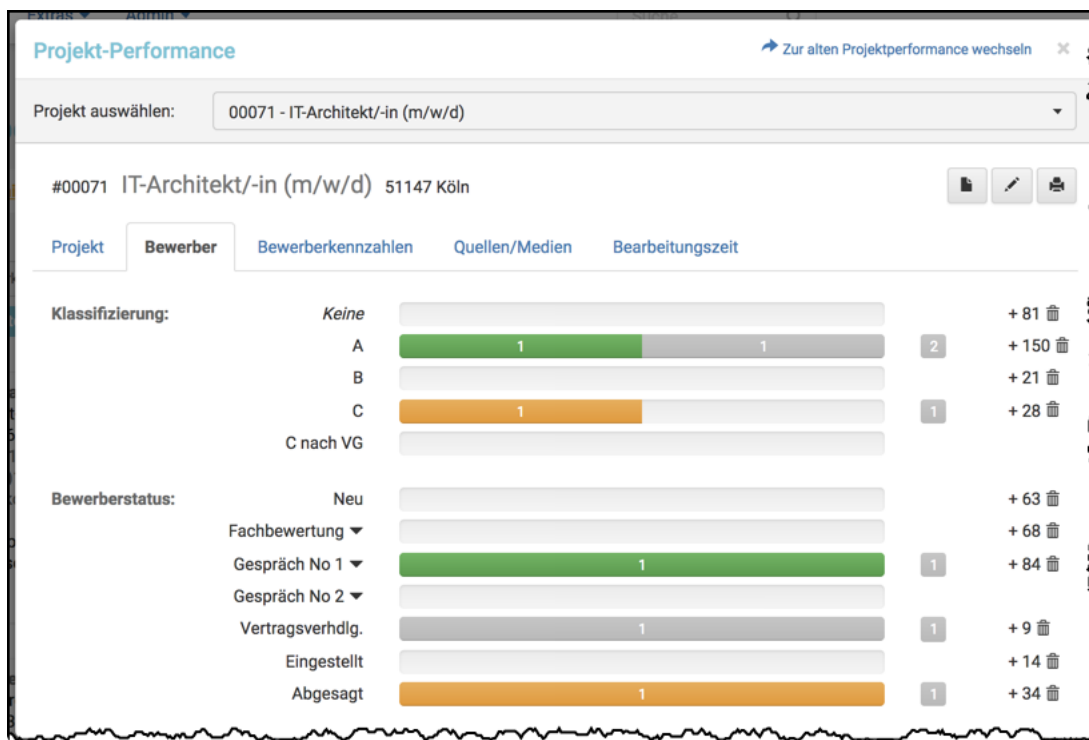 Extras Admin Suche
Projekt-Performance Zur alten Projektperformance wechseln ×
Projekt auswählen: 00071 - IT-Architekt/-in (m/w/d)
#00071 IT-Architekt/-in (m/w/d) 51147 Köln
Projekt Bewerber Bewerberkennzahlen Quellen/Medien Bearbeitungszeit
Klassifizierung: Keine + 81
A 1 1 2 + 150
B + 21
C 1 1 + 28
C nach VG
Bewerberstatus: Neu + 63
Fachbewertung + 68
Gespräch No 1 1 1 + 84
Gespräch No 2
Vertragsverhdlg. 1 1 + 9
Eingestellt + 14
Abgesagt 1 1 + 34